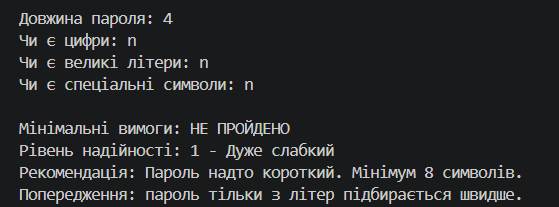 Довжина пароля: 4
Чи є цифри: n
Чи є великі літери: n
Чи є спеціальні символи: n
Мінімальні вимоги: НЕ ПРОЙДЕНО
Рівень надійності: 1 - Дуже слабкий
Рекомендація: Пароль надто короткий. Мінімум 8 символів.
Попередження: пароль тільки з літер підбирається швидше.